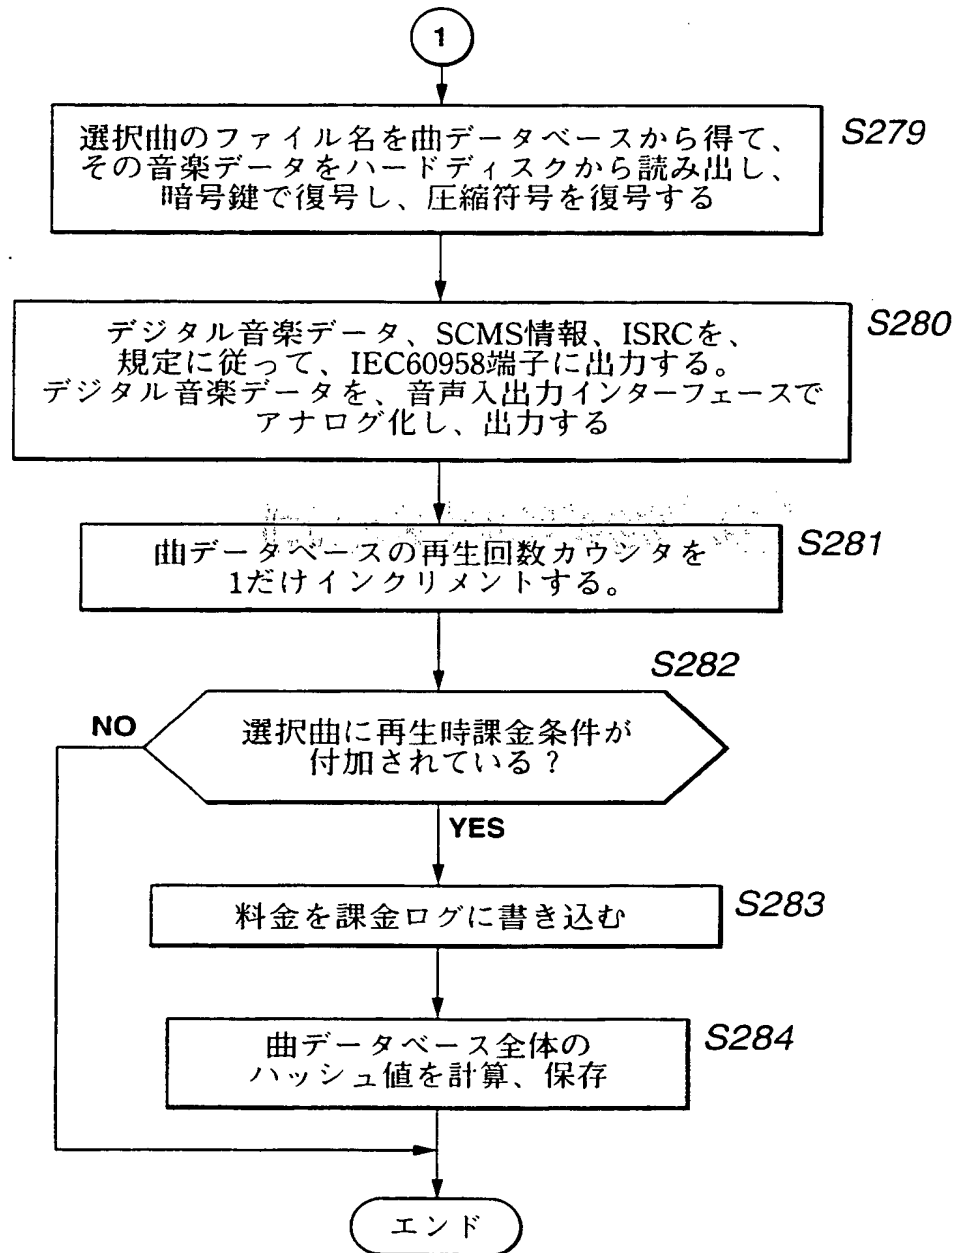 1
選択曲のファイル名を曲データベースから得て、
S279
その音楽データをハードディスクから読み出し、
暗号鍵で復号し、圧縮符号を復号する
デジタル音楽データ、SCMS情報、ISRCを、
S280
規定に従って、IEC60958端子に出力する。
デジタル音楽データを、音声入出力インターフェースで
アナログ化し、出力する
曲データベースの再生回数カウンタを
S281
1だけインクリメントする。
S282
NO
選択曲に再生時課金条件が
付加されている?
YES
料金を課金ログに書き込む
S283
曲データベース全体の
S284
ハッシュ値を計算、保存
エンド